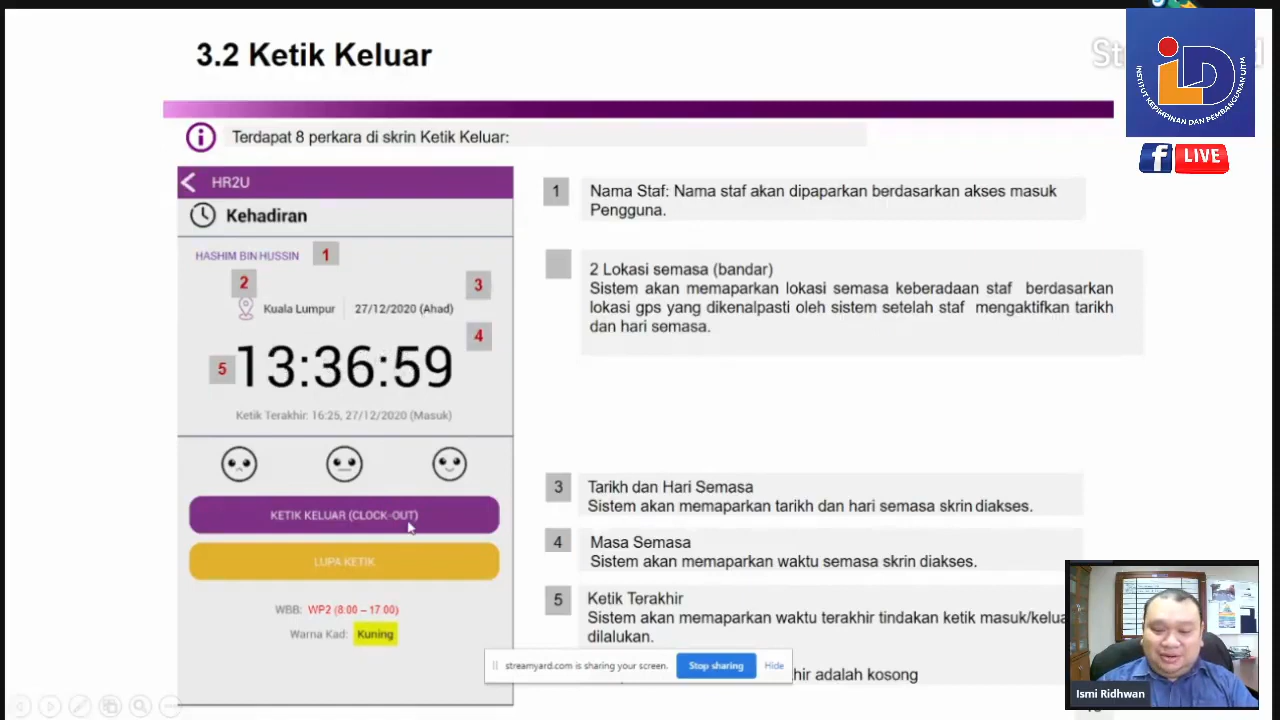 3.2 Ketik Keluar
INSTITUT KEPIMPINAN DAN PEMBANGUNAN UiTM
f LIVE
Terdapat 8 perkara di skrin Ketik Keluar:
HR2U
Kehadiran
HASHIM BIN HUSSIN 1
2
3
Kuala Lumpur 27/12/2020 (Ahad)
4
5 13:36:59
Ketik Terakhir: 16:25, 27/12/2020 (Masuk)
KETIK KELUAR (CLOCK-OUT)
LUPA KETIK
WBB: WP2 (8:00 – 17 00)
Warna Kad: Kuning
1 Nama Staf: Nama staf akan dipaparkan berdasarkan akses masuk
Pengguna.
2 Lokasi semasa (bandar)
Sistem akan memaparkan lokasi semasa keberadaan staf berdasarkan
lokasi gps yang dikenalpasti oleh sistem setelah staf mengaktifkan tarikh
dan hari semasa.
3 Tarikh dan Hari Semasa
Sistem akan memaparkan tarikh dan hari semasa skrin diakses.
4 Masa Semasa
Sistem akan memaparkan waktu semasa skrin diakses.
5 Ketik Terakhir
Sistem akan memaparkan waktu terakhir tindakan ketik masuk/kelua
dilalukan.
hir adalah kosong
streamyard.com is sharing your screen. Stop sharing Hide
Ismi Ridhwan